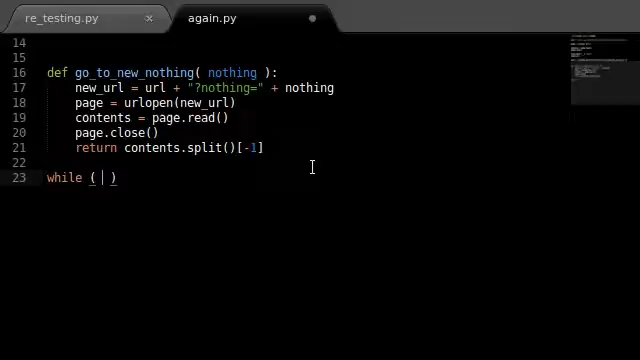 re_testing.py × again.py
14
15
16 def go_to_new_nothing( nothing ):
17 new_url = url + "?nothing=" + nothing
18 page = urlopen(new_url)
19 contents = page.read()
20 page.close()
21 return contents.split()[-1]
22
23 while ( )